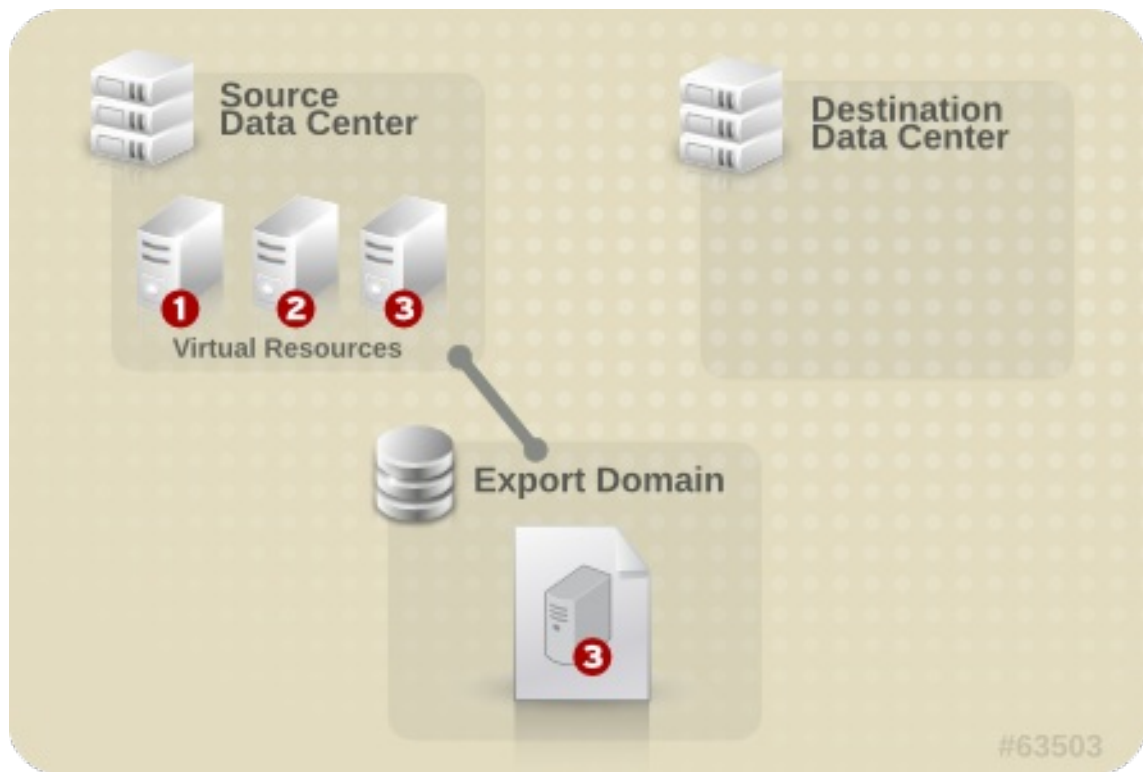 Source
Data Center
Destination
Data Center
1
2
3
Virtual Resources
Export Domain
3
#63503